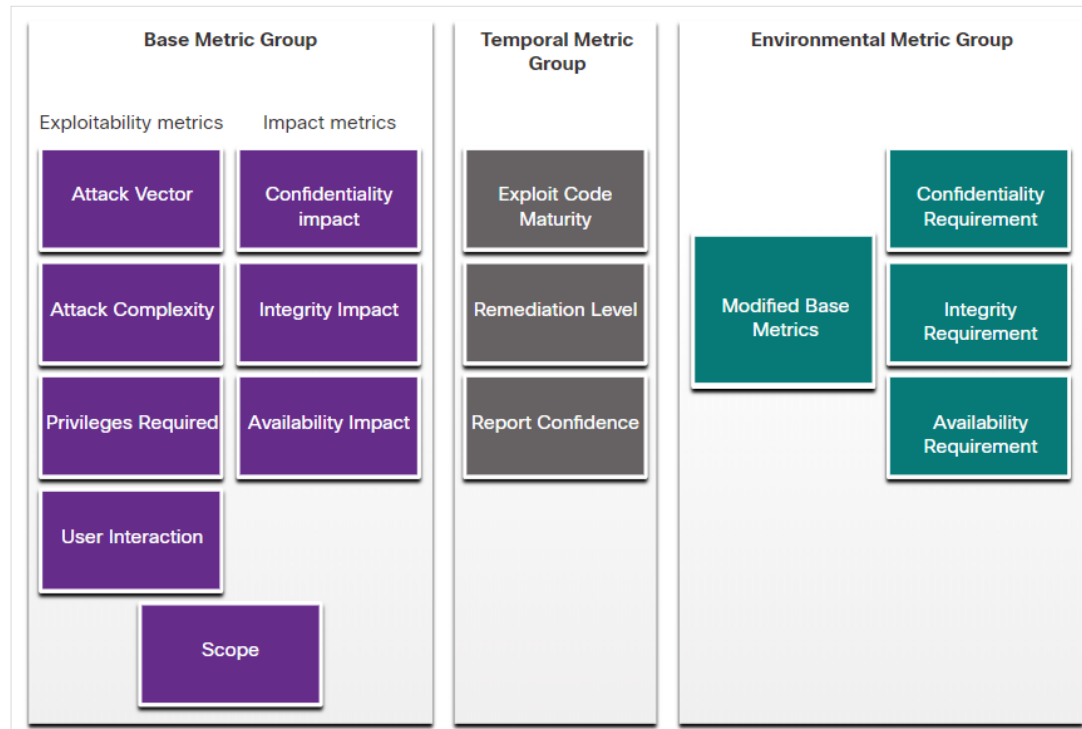 Base Metric Group
Exploitability metrics
Impact metrics
Attack Vector
Confidentiality
impact
Attack Complexity
Integrity Impact
Privileges Required
Availability Impact
User Interaction
Scope
Temporal Metric
Group
Exploit Code
Maturity
Remediation Level
Report Confidence
Environmental Metric Group
Modified Base
Metrics
Confidentiality
Requirement
Integrity
Requirement
Availability
Requirement